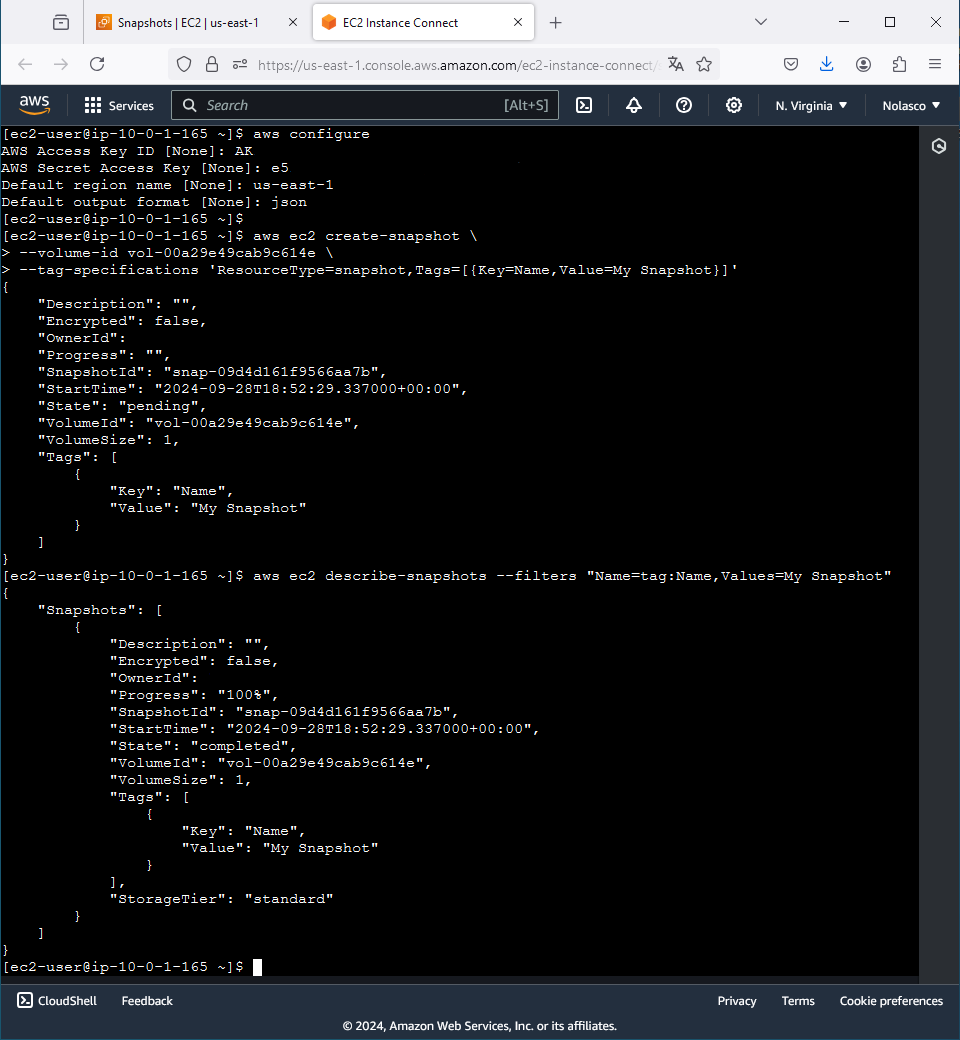 Snapshots | EC2 | us-east-1
EC2 Instance Connect
https://us-east-1.console.aws.amazon.com/ec2-instance-connect/
aws
Services
Search
[Alt+S]
N. Virginia
Nolasco
[ec2-user@ip-10-0-1-165 ~]$ aws configure
AWS Access Key ID [None]: AK
AWS Secret Access Key [None]: e5
Default region name [None]: us-east-1
Default output format [None]: json
[ec2-user@ip-10-0-1-165 ~]$
[ec2-user@ip-10-0-1-165 ~]$ aws ec2 create-snapshot \
> --volume-id vol-00a29e49cab9c614e \
> --tag-specifications 'ResourceType=snapshot,Tags=[{Key=Name,Value=My Snapshot}]'
{
    "Description": "",
    "Encrypted": false,
    "OwnerId":
    "Progress": "",
    "SnapshotId": "snap-09d4d161f9566aa7b",
    "StartTime": "2024-09-28T18:52:29.337000+00:00",
    "State": "pending",
    "VolumeId": "vol-00a29e49cab9c614e",
    "VolumeSize": 1,
    "Tags": [
        {
            "Key": "Name",
            "Value": "My Snapshot"
        }
    ]
}
[ec2-user@ip-10-0-1-165 ~]$ aws ec2 describe-snapshots --filters "Name=tag:Name,Values=My Snapshot"
{
    "Snapshots": [
        {
            "Description": "",
            "Encrypted": false,
            "OwnerId":
            "Progress": "100%",
            "SnapshotId": "snap-09d4d161f9566aa7b",
            "StartTime": "2024-09-28T18:52:29.337000+00:00",
            "State": "completed",
            "VolumeId": "vol-00a29e49cab9c614e",
            "VolumeSize": 1,
            "Tags": [
                {
                    "Key": "Name",
                    "Value": "My Snapshot"
                }
            ],
            "StorageTier": "standard"
        }
    ]
}
[ec2-user@ip-10-0-1-165 ~]$
CloudShell
Feedback
Privacy
Terms
Cookie preferences
© 2024, Amazon Web Services, Inc. or its affiliates.